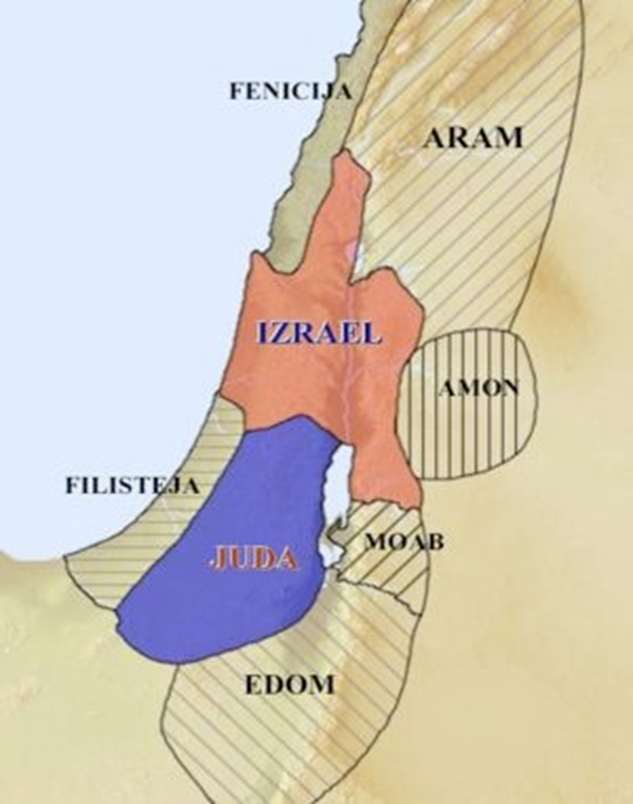 FENICIJA
ARAM
IZRAEL
AMON
FILISTEJA
MOAB
JUDA
EDOM